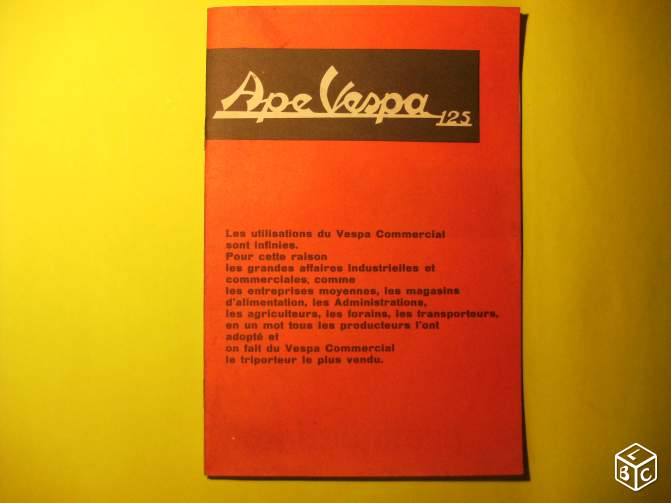 Ape Vespa 125
Les utilisations du Vespa Commercial
sont infinies.
Pour cette raison
les grandes affaires industrielles et
commerciales, comme
les entreprises moyennes, les magasins
d'alimentation, les Administrations,
les agriculteurs, les forains, les transporteurs,
en un mot tous les producteurs l'ont
adopté et
on fait du Vespa Commercial
le triporteur le plus vendu.
L B C